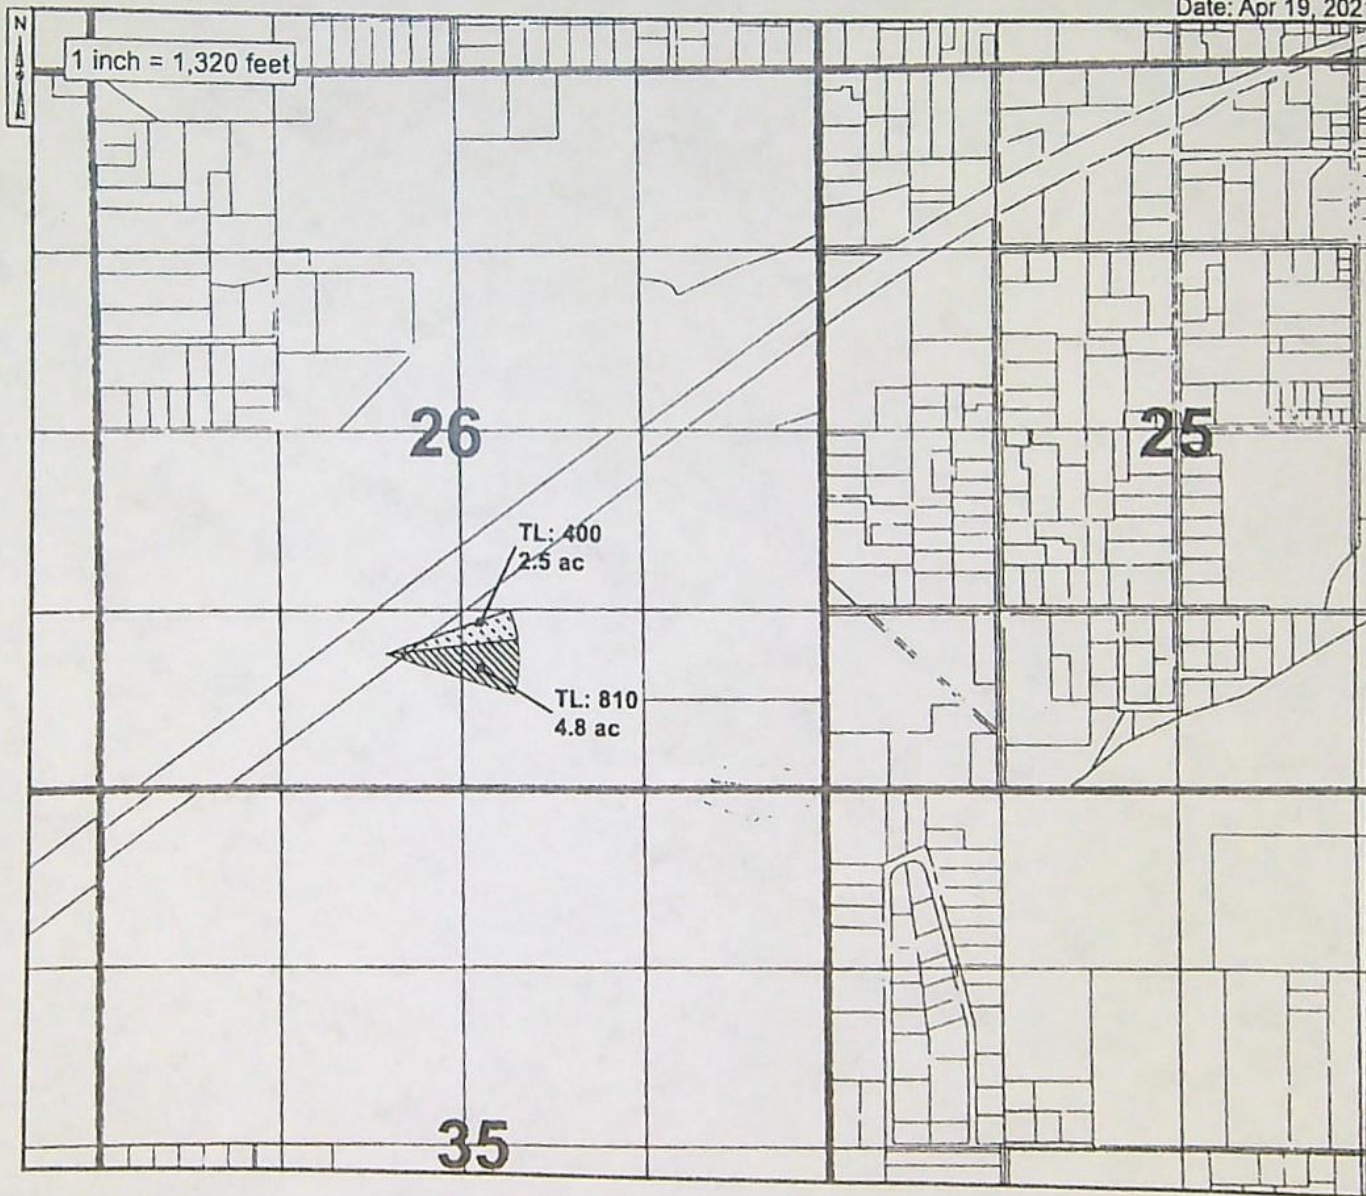 Date: Apr 19, 202
N
1 inch = 1,320 feet
26
25
TL: 400
2.5 ac
TL: 810
4.8 ac
35